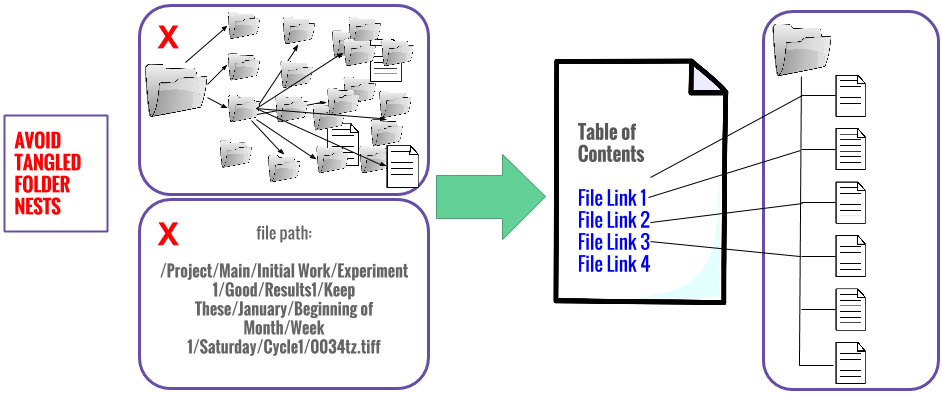 AVOID
TANGLED
FOLDER
NESTS
X
X
file path:
/Project/Main/Initial Work/Experiment
1/Good/Results1/Keep
These/January/Beginning of
Month/Week
1/Saturday/Cycle1/0034tz.tiff
Table of
Contents
File Link 1
File Link 2
File Link 3
File Link 4